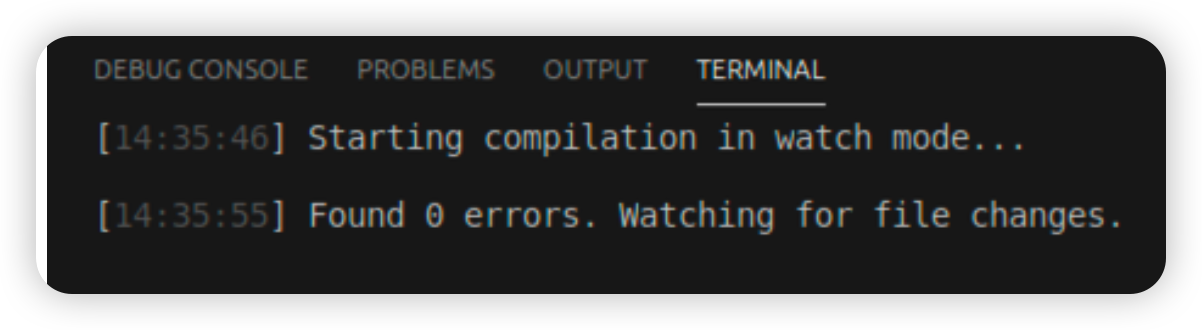 DEBUG CONSOLE PROBLEMS OUTPUT TERMINAL
[14:35:46] Starting compilation in watch mode...
[14:35:55] Found 0 errors. Watching for file changes.